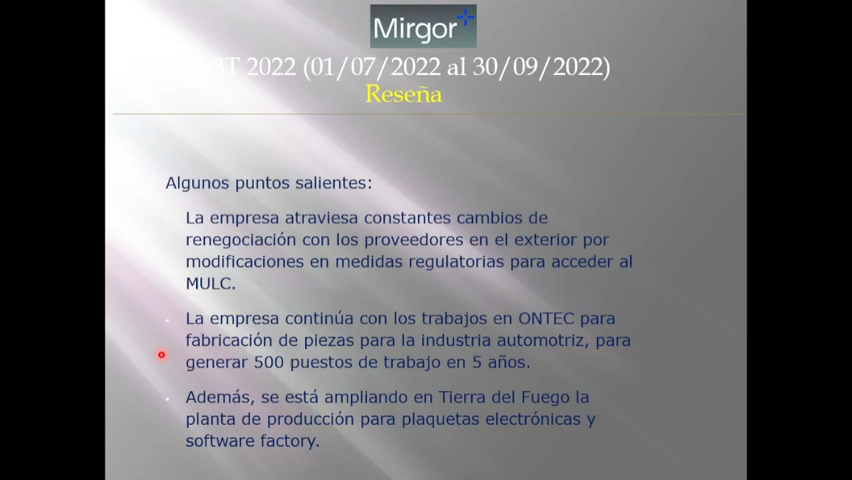 Mirgor
2022 (01/07/2022 al 30/09/2022)
Reseña
Algunos puntos salientes:
La empresa atraviesa constantes cambios de
renegociación con los proveedores en el exterior por
modificaciones en medidas regulatorias para acceder al
MULC.
La empresa continúa con los trabajos en ONTEC para
fabricación de piezas para la industria automotriz, para
generar 500 puestos de trabajo en 5 años.
Además, se está ampliando en Tierra del Fuego la
planta de producción para plaquetas electrónicas y
software factory.